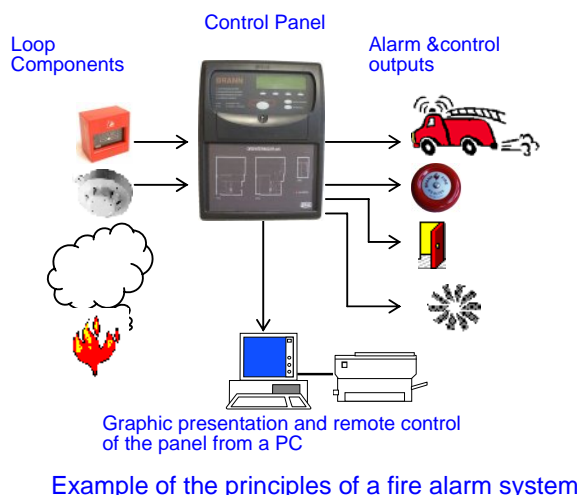 Control Panel
Loop
Components
Alarm &control
outputs
BRANN
Graphic presentation and remote control
of the panel from a PC
Example of the principles of a fire alarm system